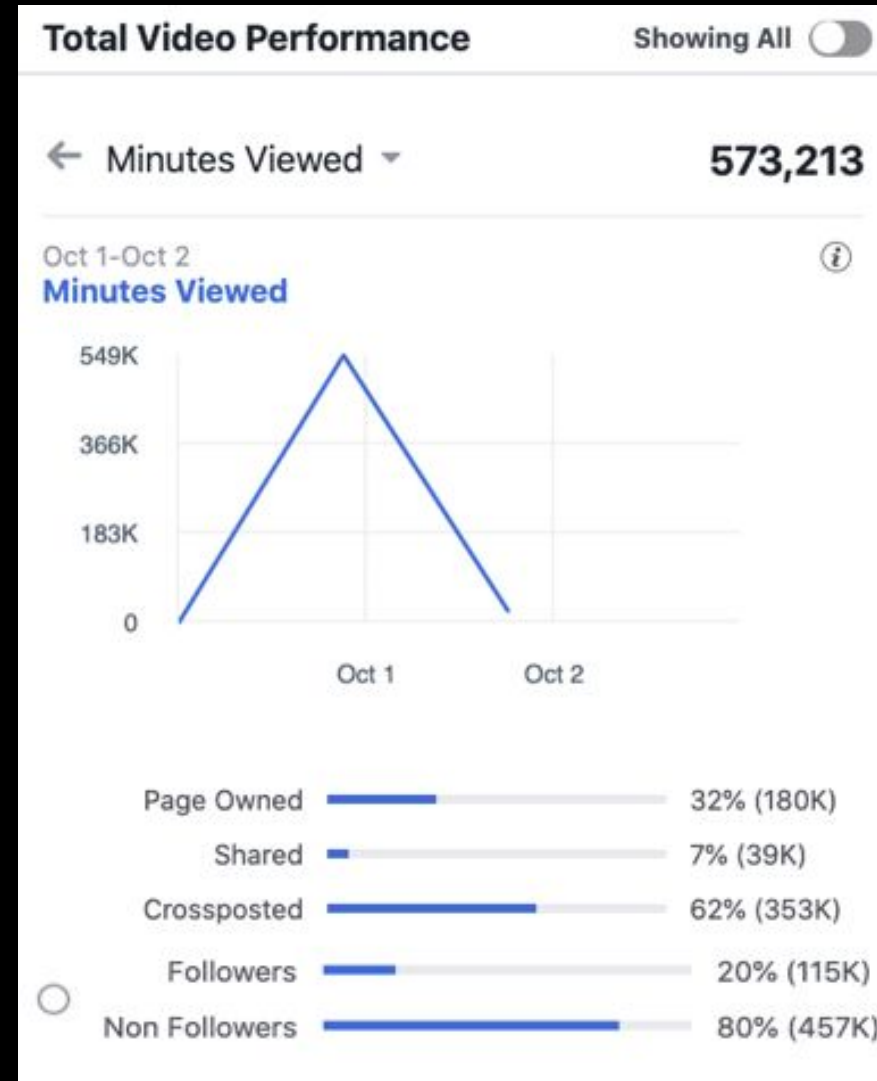 Total Video Performance Showing All
Minutes Viewed 573,213
Oct 1-Oct 2
Minutes Viewed
549K
366K
183K
0
Oct 1 Oct 2
Page Owned 32% (180K)
Shared 7% (39K)
Crossposted 62% (353K)
Followers 20% (115K)
Non Followers 80% (457K)